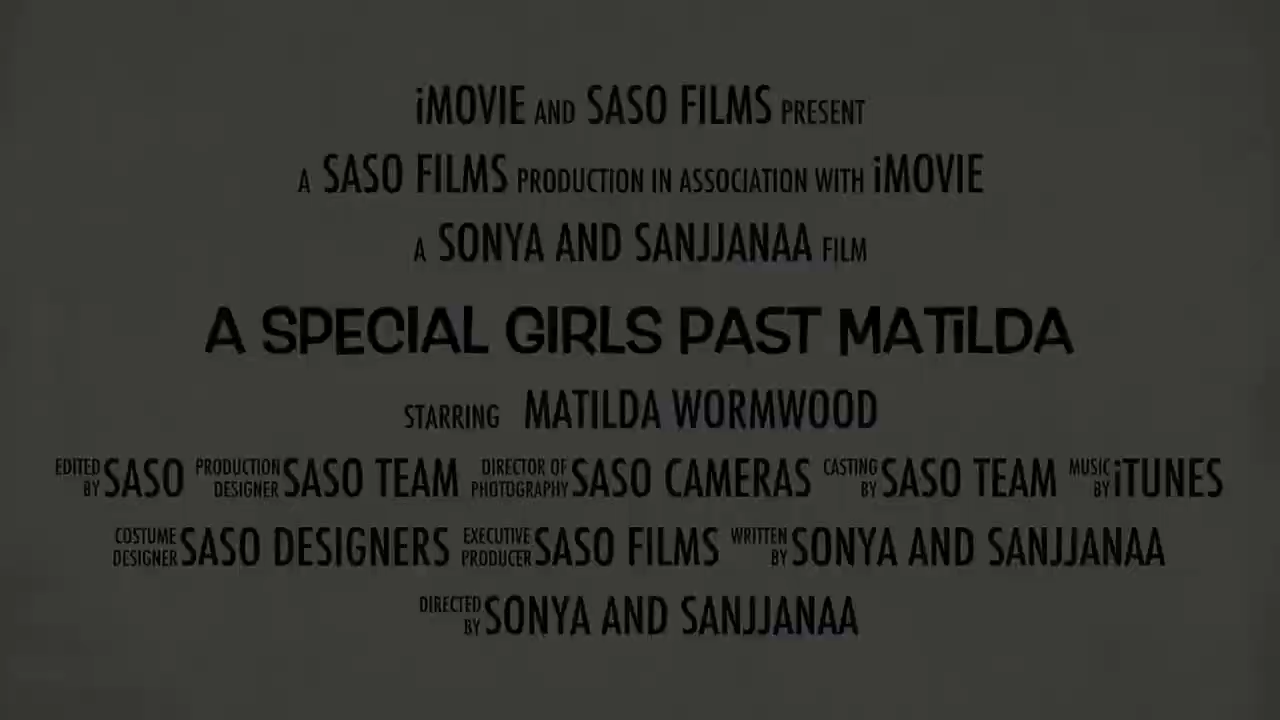 iMOVIE AND SASO FILMS PRESENT
A SASO FILMS PRODUCTION IN ASSOCIATION WITH iMOVIE
A SONYA AND SANJJANAA FILM
A SPECIAL GIRLS PAST MATiLDA
STARRING MATILDA WORMWOOD
EDITED BY SASO PRODUCTION DESIGNER SASO TEAM DIRECTOR OF PHOTOGRAPHY SASO CAMERAS CASTING BY SASO TEAM MUSIC BY iTUNES
COSTUME DESIGNER SASO DESIGNERS EXECUTIVE PRODUCER SASO FILMS WRITTEN BY SONYA AND SANJJANAA
DIRECTED BY SONYA AND SANJJANAA